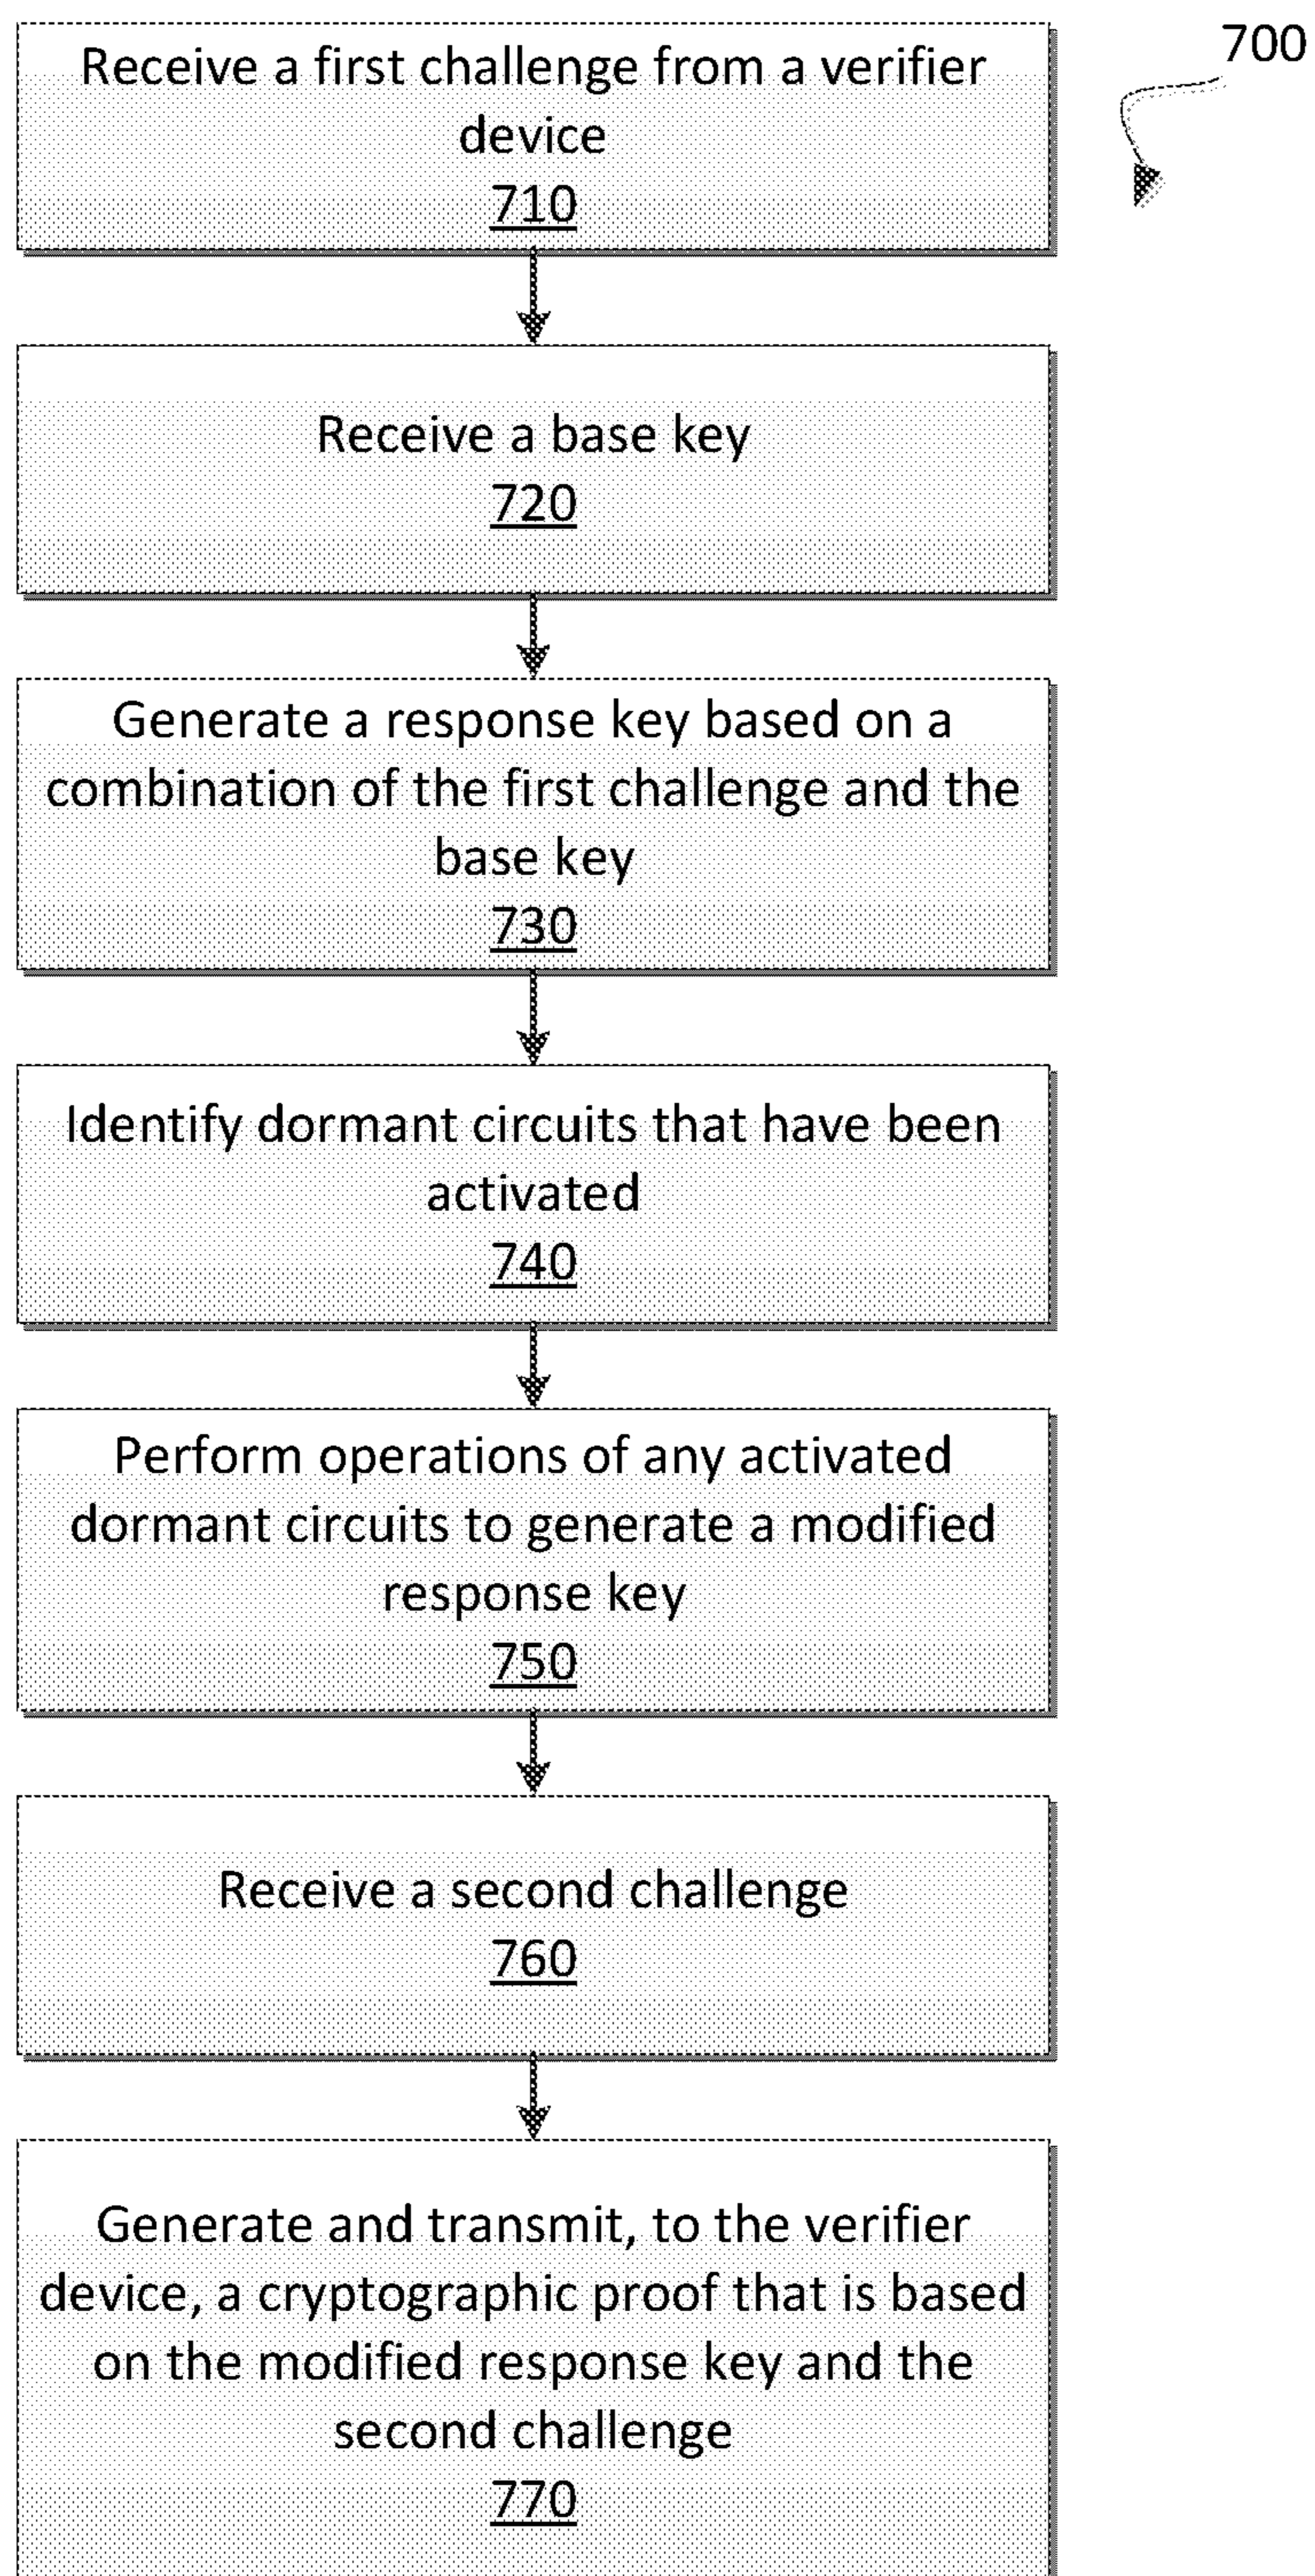 700
Receive a first challenge from a verifier
device
710
Receive a base key
720
Generate a response key based on a
combination of the first challenge and the
base key
730
Identify dormant circuits that have been
activated
740
Perform operations of any activated
dormant circuits to generate a modified
response key
750
Receive a second challenge
760
Generate and transmit, to the verifier
device, a cryptographic proof that is based
on the modified response key and the
second challenge
770